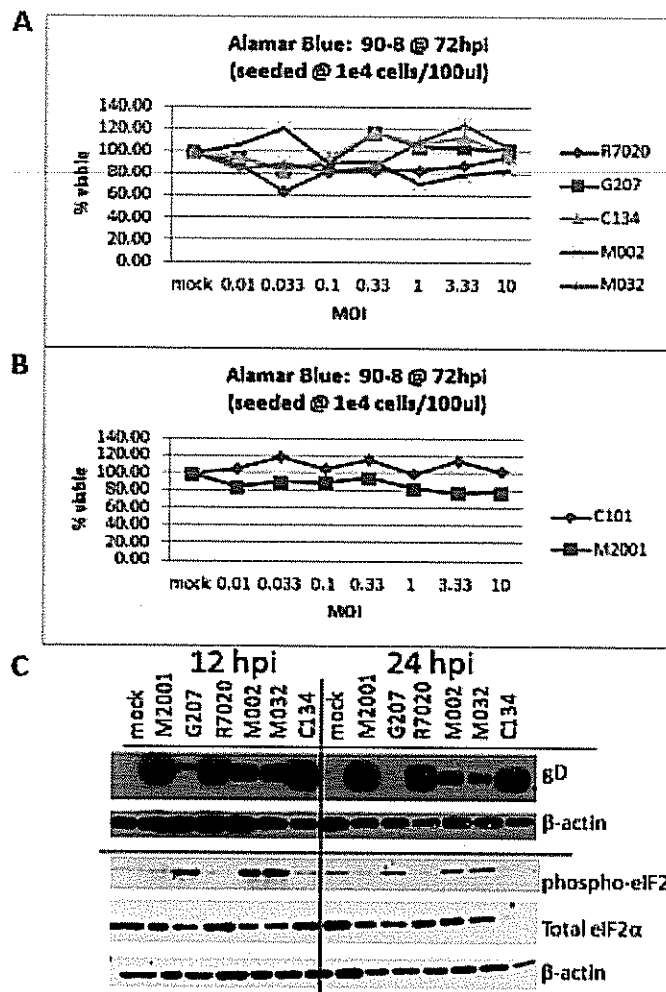 A
Alamar Blue: 90-8 @ 72hpi
(seeded @ 1e4 cells/100ul)
% viable
140.00
120.00
100.00
80.00
60.00
40.00
20.00
0.00
mock 0.01 0.033 0.1 0.33 1 3.33 10
MOI
R7020
G207
C134
M002
M032
B
Alamar Blue: 90-8 @ 72hpi
(seeded @ 1e4 cells/100ul)
% viable
140.00
120.00
100.00
80.00
60.00
40.00
20.00
0.00
mock 0.01 0.033 0.1 0.33 1 3.33 10
MOI
C101
M2001
C
12 hpi 24 hpi
mock M2001 G207 R7020 M002 M032 C134 mock M2001 G207 R7020 M002 M032 C134
gD
β-actin
phospho-eIF2
Total eIF2α
β-actin